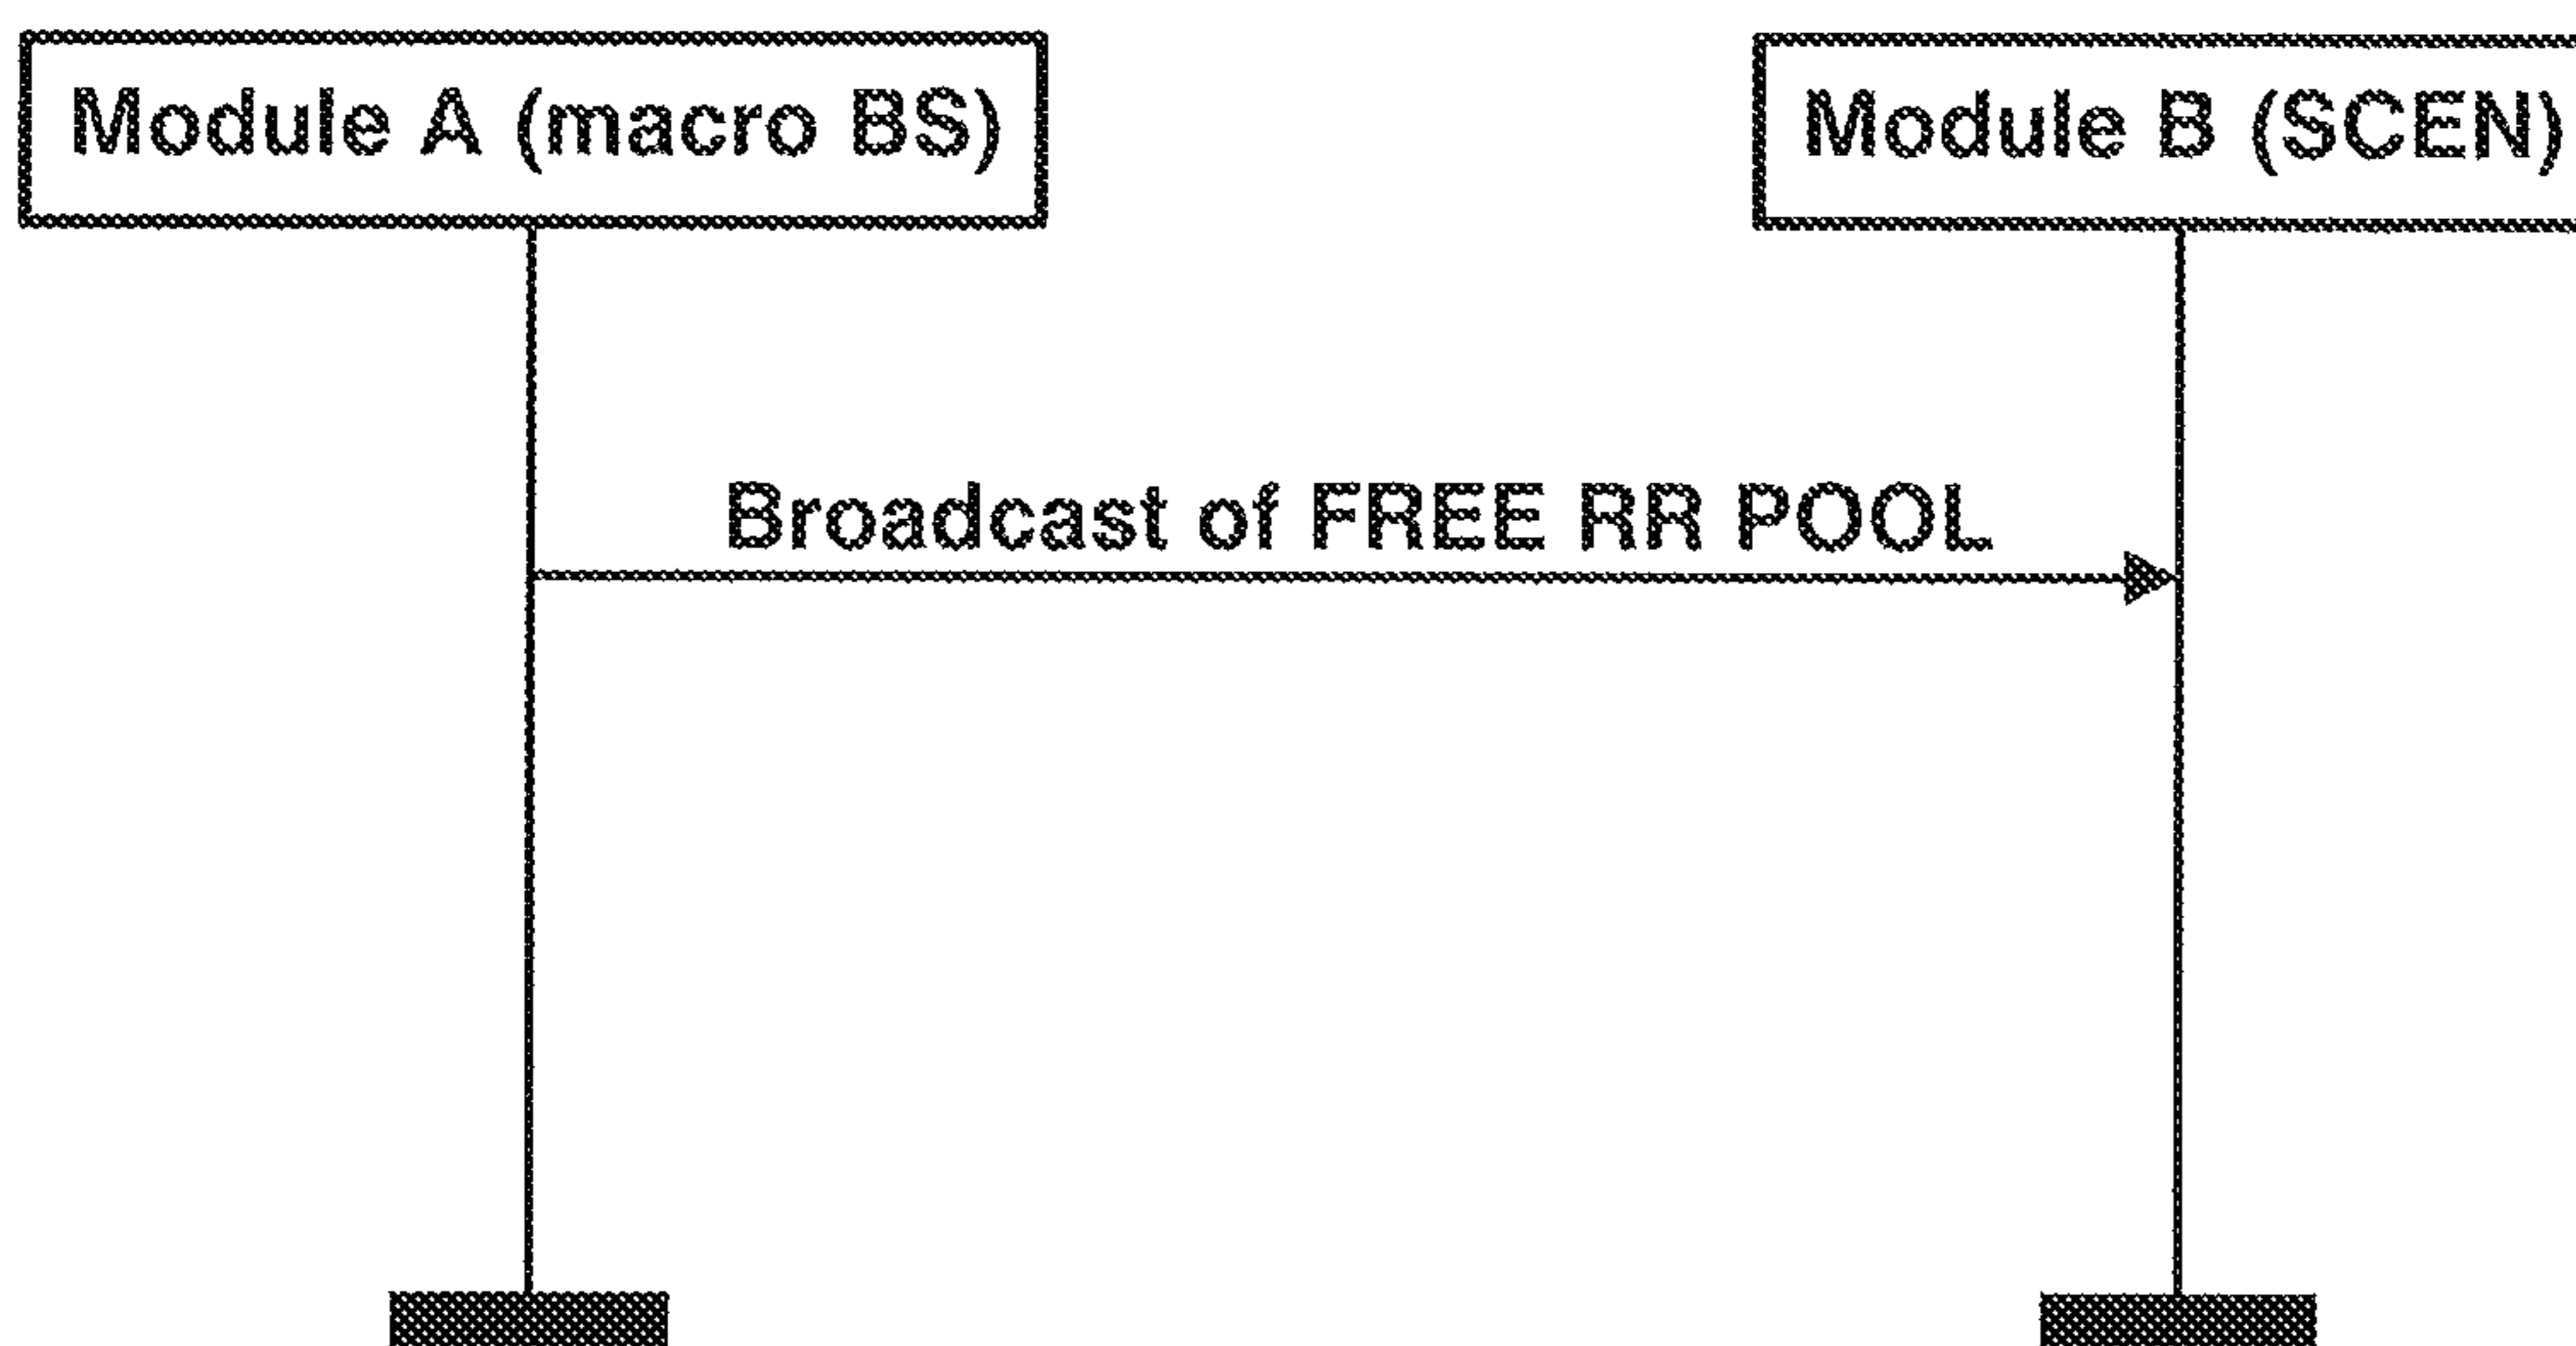 Module A (macro BS)
Module B (SCEN)
Broadcast of FREE RR POOL